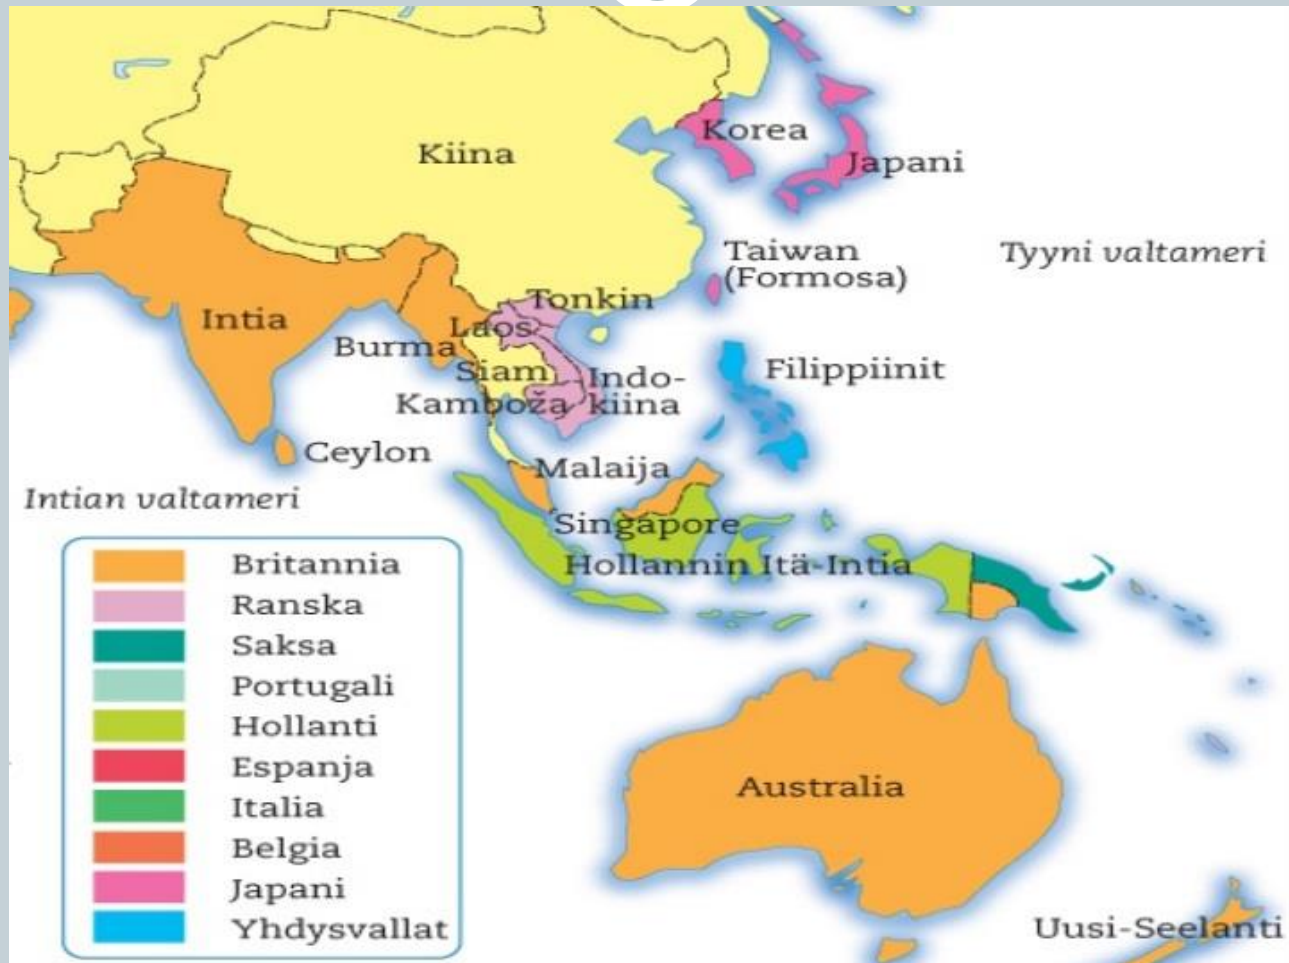 Kiina
Korea
Japani
Taiwan
(Formosa)
Tyyni valtameri
Intia
Tonkin
Laos
Burma
Siam
Indo-
kiina
Kamboža
Filippiinit
Ceylon
Malaija
Intian valtameri
Singapore
Hollannin Itä-Intia
Britannia
Ranska
Saksa
Portugali
Hollanti
Espanja
Italia
Belgia
Japani
Yhdysvallat
Australia
Uusi-Seelanti